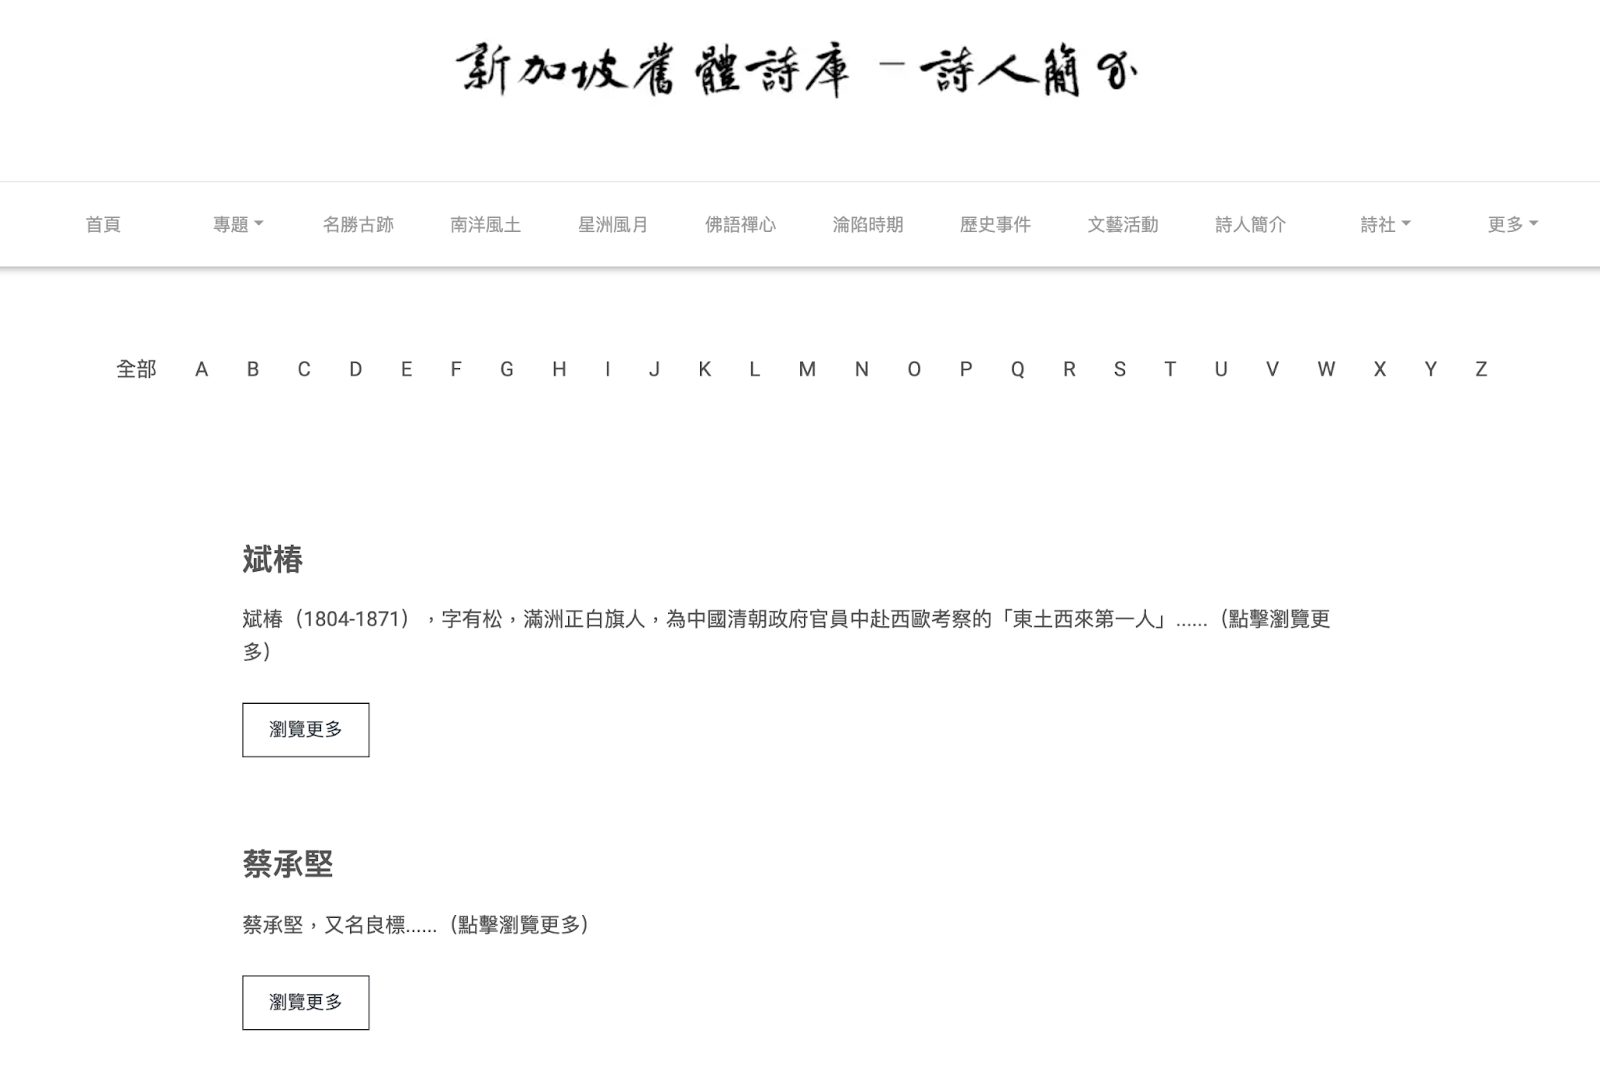 新加坡舊體詩庫 – 詩人簡介
首頁 專題 名勝古跡 南洋風土 星洲風月 佛語禪心 淪陷時期 歷史事件 文藝活動 詩人簡介 詩社 更多
全部 A B C D E F G H I J K L M N O P Q R S T U V W X Y Z
斌椿
斌椿（1804-1871），字有松，滿洲正白旗人，為中國清朝政府官員中赴西歐考察的「東土西來第一人」......（點擊瀏覽更
多）
瀏覽更多
蔡承堅
蔡承堅，又名良標......（點擊瀏覽更多）
瀏覽更多